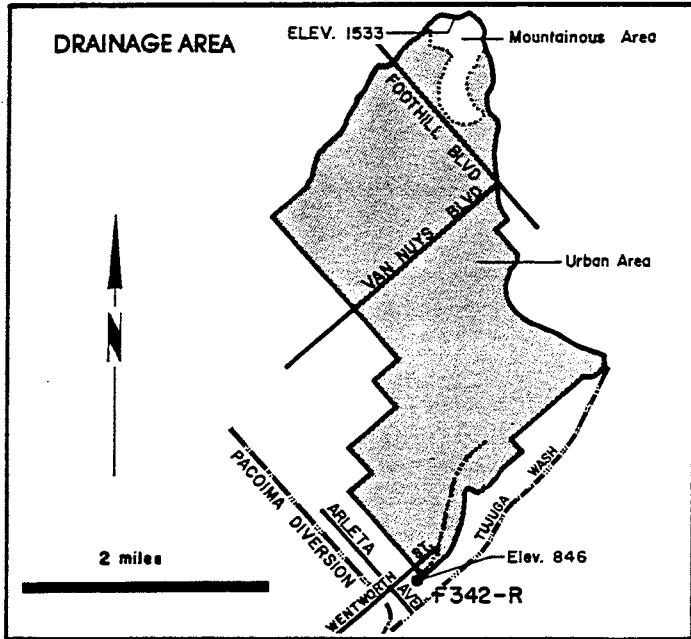 DRAINAGE AREA
ELEV. 1533
Mountainous Area
FOOTHILL BLVD
VAN NUYS BLVD
Urban Area
N
TUJUGA WASH
PACOIMA DIVERSION
ARLETA AVE
WENTWORTH ST.
Elev. 846
F342-R
2 miles